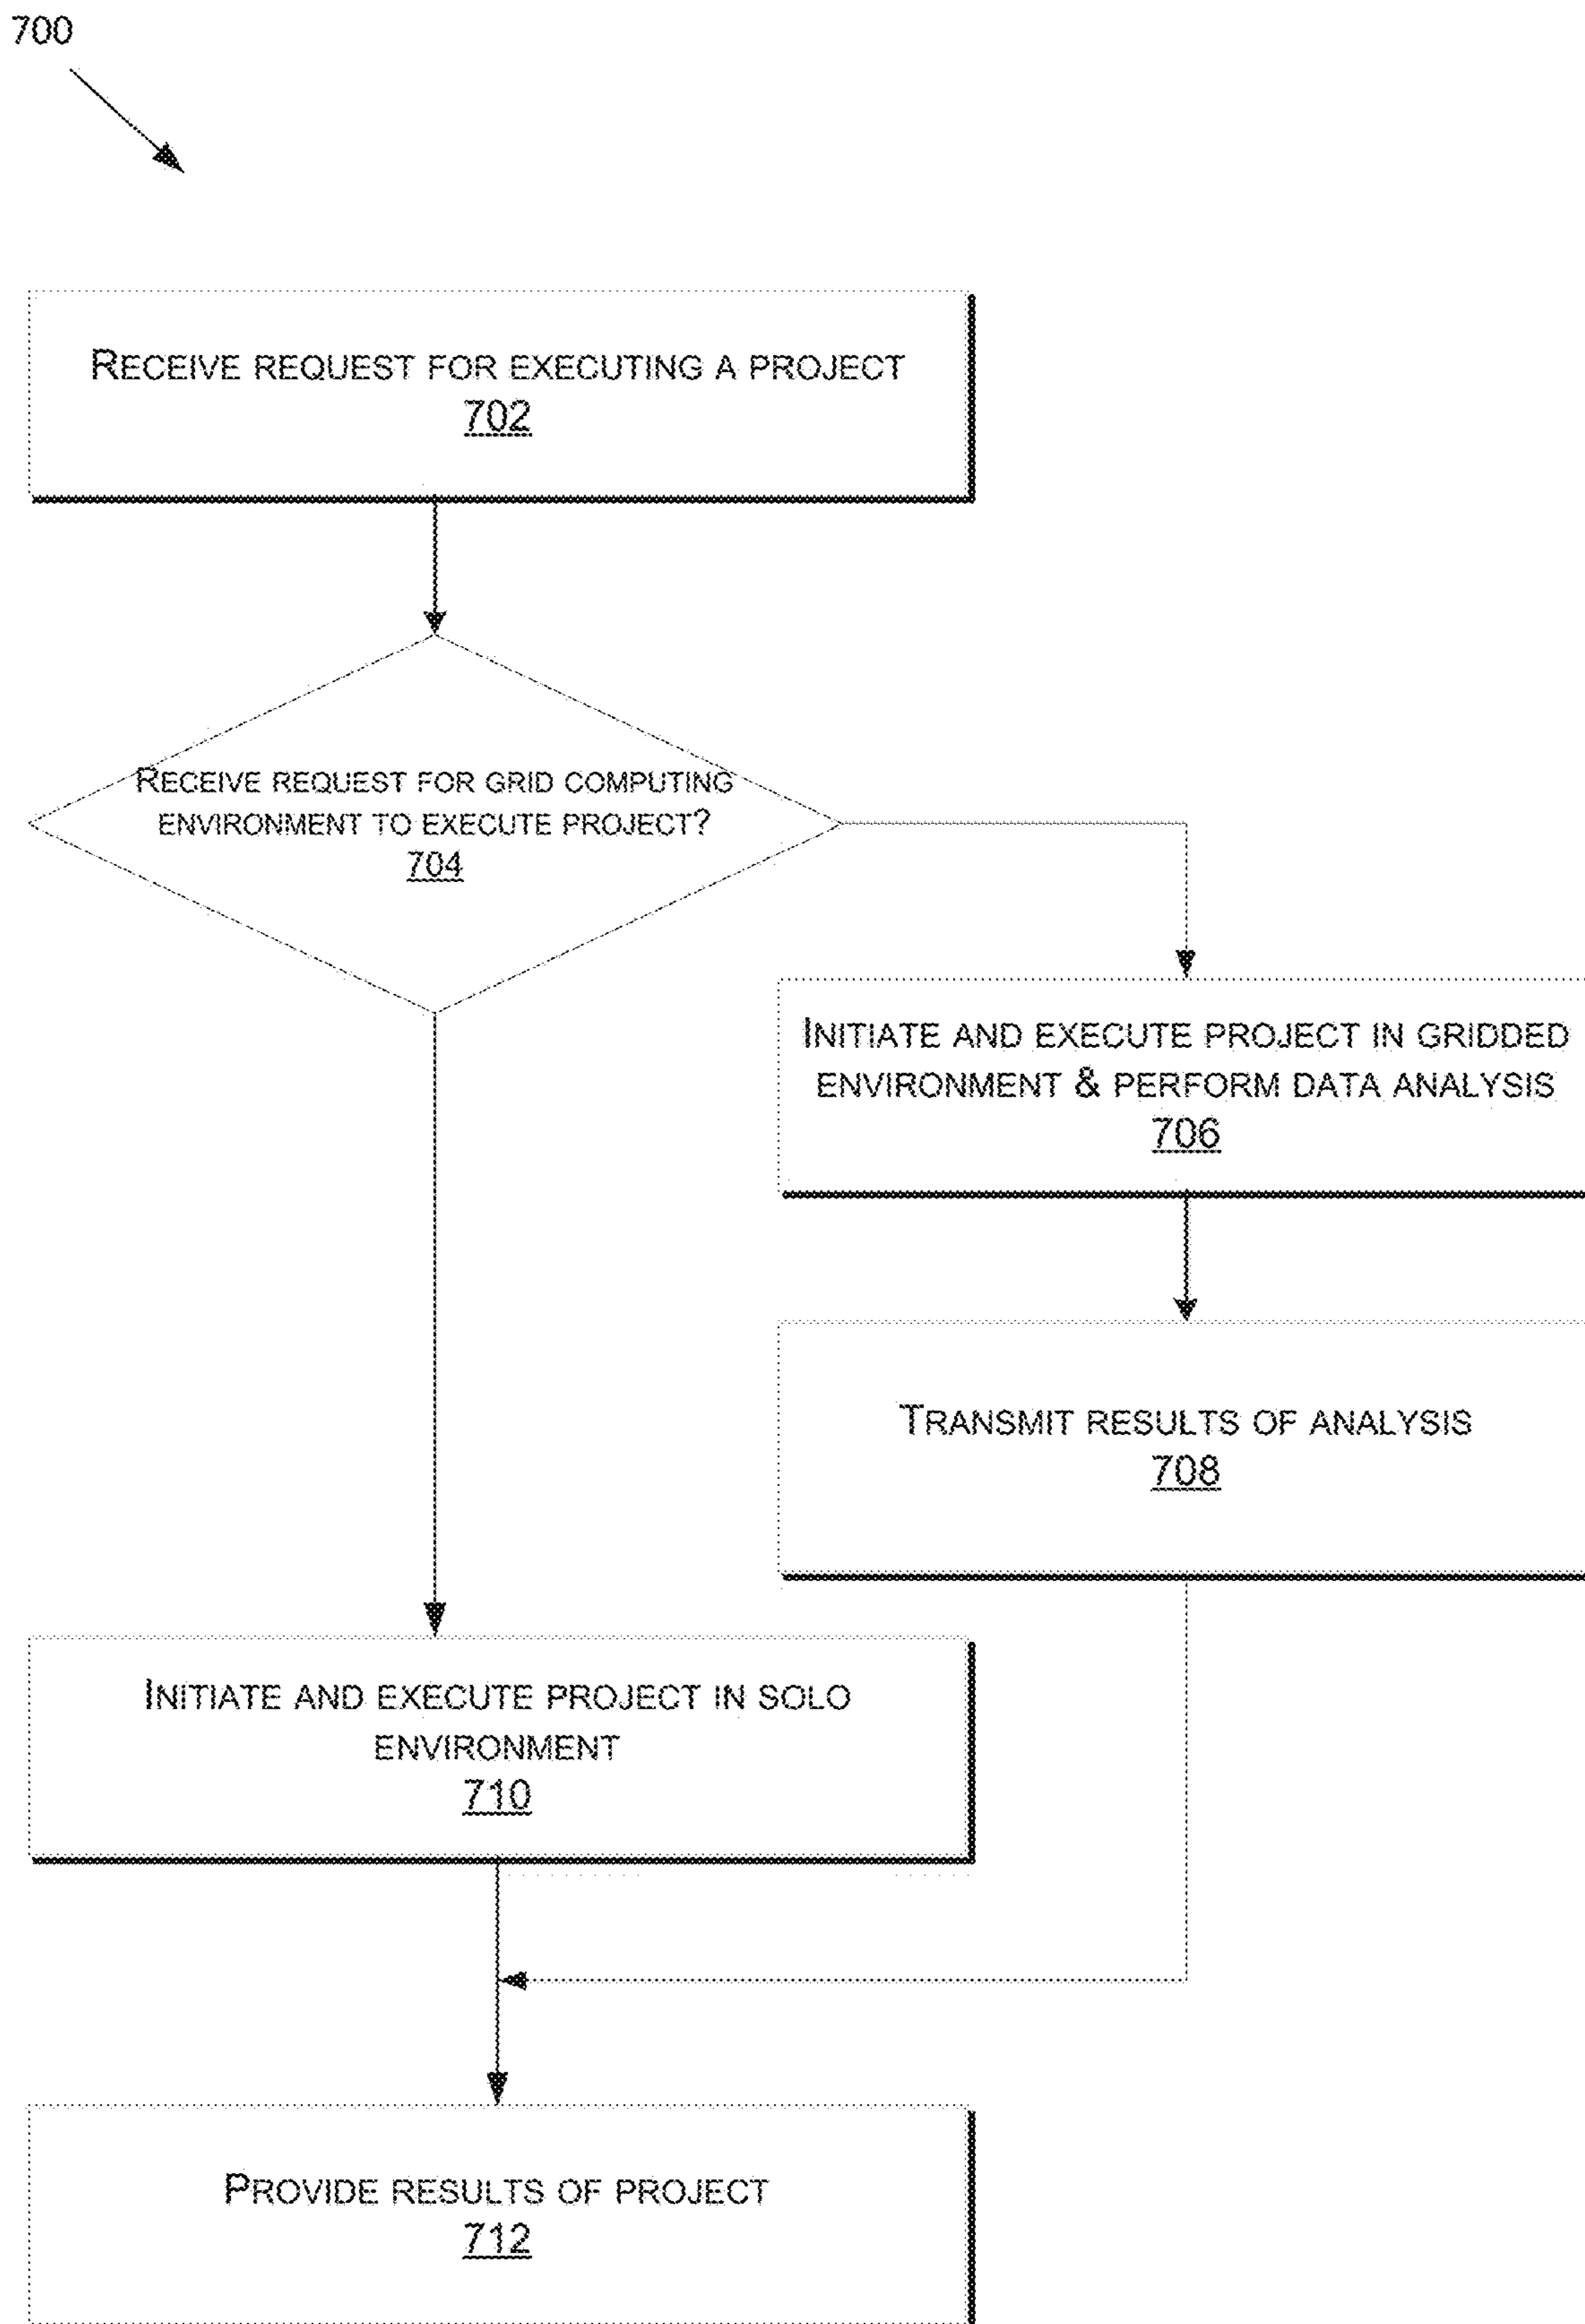 700
RECEIVE REQUEST FOR EXECUTING A PROJECT
702
RECEIVE REQUEST FOR GRID COMPUTING
ENVIRONMENT TO EXECUTE PROJECT?
704
INITIATE AND EXECUTE PROJECT IN GRIDDED
ENVIRONMENT & PERFORM DATA ANALYSIS
706
TRANSMIT RESULTS OF ANALYSIS
708
INITIATE AND EXECUTE PROJECT IN SOLO
ENVIRONMENT
710
PROVIDE RESULTS OF PROJECT
712